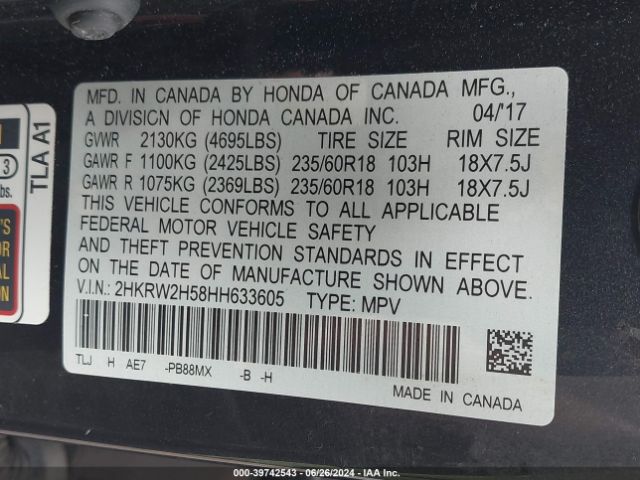 MFD. IN CANADA BY HONDA OF CANADA MFG.,
A DIVISION OF HONDA CANADA INC. 04/'17
GVWR 2130KG (4695LBS) TIRE SIZE RIM SIZE
GAWR F 1100KG (2425LBS) 235/60R18 103H 18X7.5J
GAWR R 1075KG (2369LBS) 235/60R18 103H 18X7.5J
THIS VEHICLE CONFORMS TO ALL APPLICABLE
FEDERAL MOTOR VEHICLE SAFETY
AND THEFT PREVENTION STANDARDS IN EFFECT
ON THE DATE OF MANUFACTURE SHOWN ABOVE.
V.I.N.: 2HKRW2H58HH633605 TYPE: MPV
TLJ H AE7 -PB88MX -B -H
MADE IN CANADA
TLA A1
3
lbs.
000-39742543 - 06/26/2024 - IAA Inc.